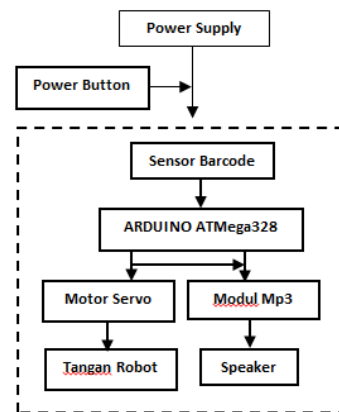 Power Supply
Power Button
Sensor Barcode
ARDUINO ATMega328
Motor Servo
Modul Mp3
Tangan Robot
Speaker